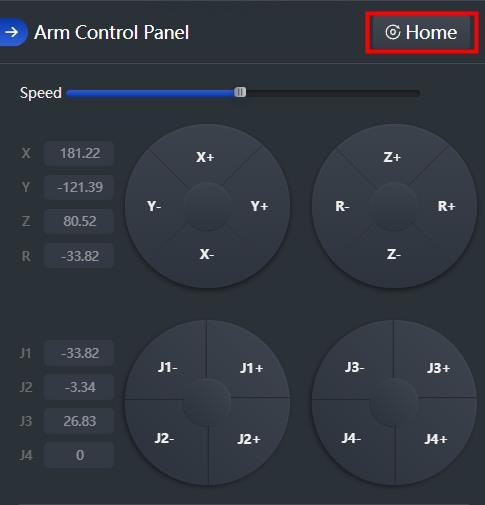 Arm Control Panel Home
Speed
X 181.22
Y -121.39
Z 80.52
R -33.82
X+
Y- Y+
X-
Z+
R- R+
Z-
J1 -33.82
J2 -3.34
J3 26.83
J4 0
J1- J1+
J2- J2+
J3- J3+
J4- J4+